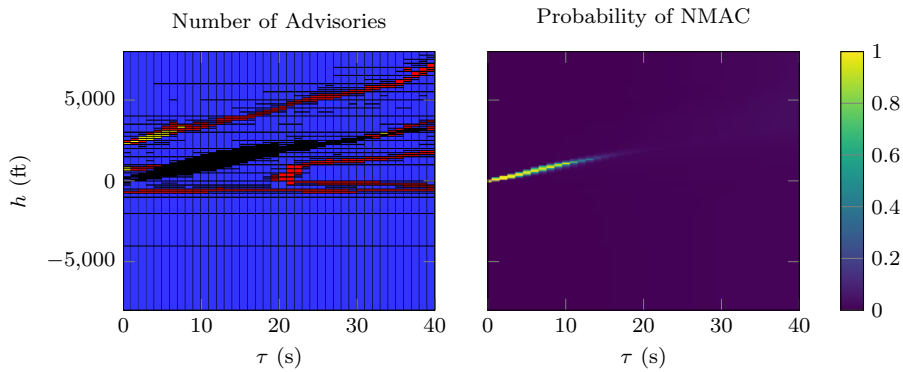 Number of Advisories
Probability of NMAC
5,000
0
−5,000
h (ft)
0 10 20 30 40
τ (s)
0 10 20 30 40
τ (s)
1
0.8
0.6
0.4
0.2
0